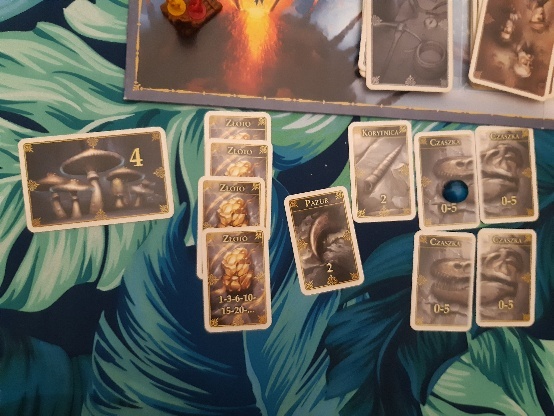 4
ZŁOTO
ZŁOTO
ZŁOTO
ZŁOTO
1-3-6-10-
15-20-...
PAZUR
2
KORYTNICA
2
CZASZKA
0-5
CZASZKA
0-5
CZASZKA
0-5
CZASZKA
0-5